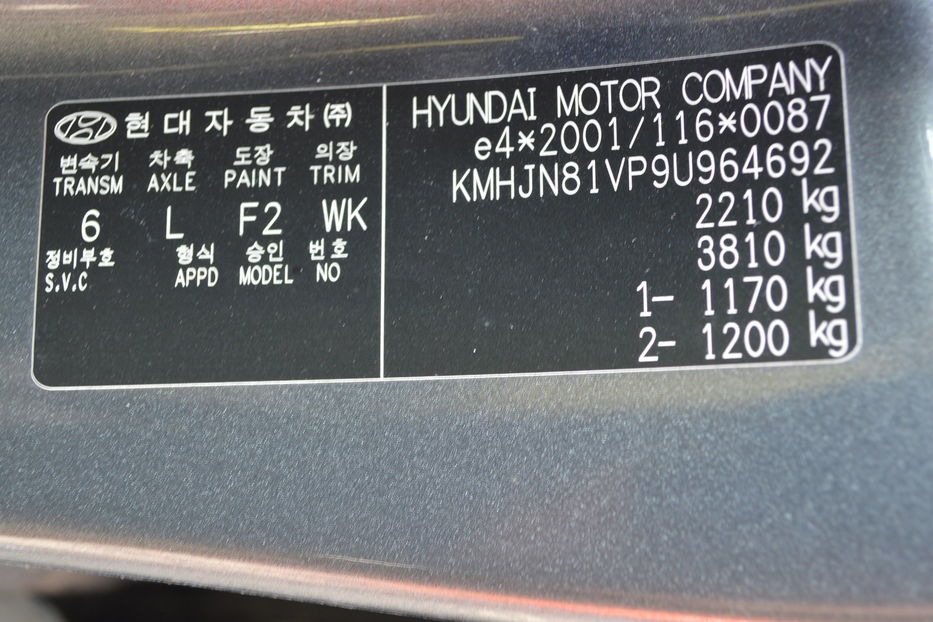 현대자동차(주)
변속기 차축 도장 의장
TRANSM AXLE PAINT TRIM
6 L F2 WK
정비부호 형식 승인 번호
S.V.C APPD MODEL NO
HYUNDAI MOTOR COMPANY
e4*2001/116*0087
KMHJN81VP9U964692
2210 kg
3810 kg
1- 1170 kg
2- 1200 kg